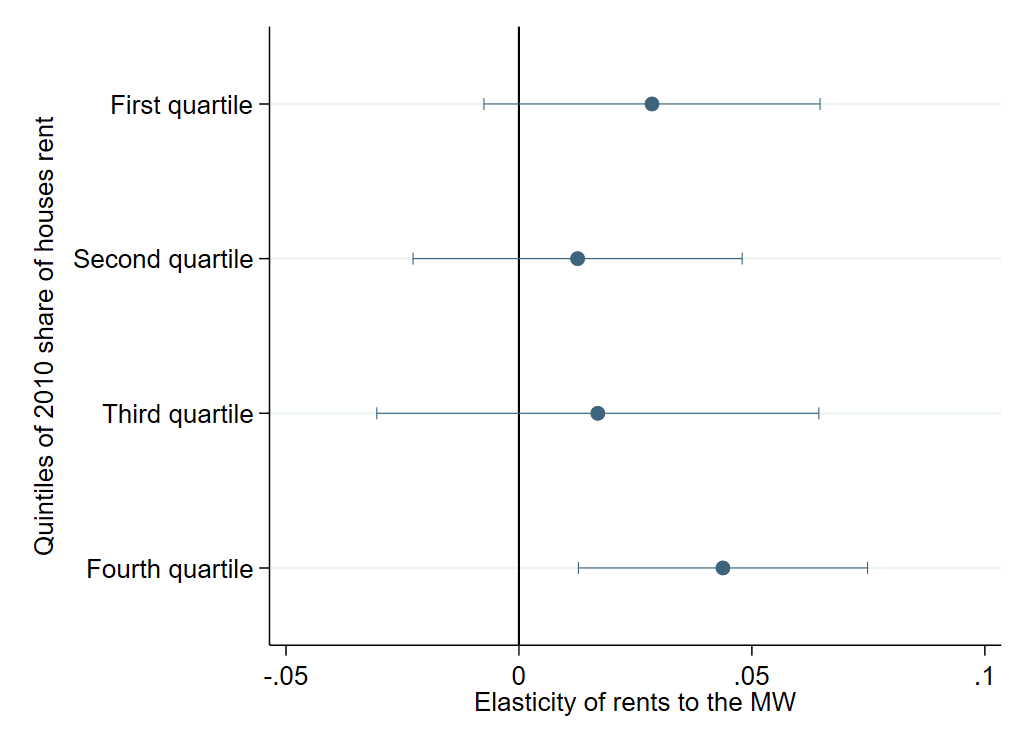 Quintiles of 2010 share of houses rent
First quartile
Second quartile
Third quartile
Fourth quartile
-.05
0
.05
.1
Elasticity of rents to the MW